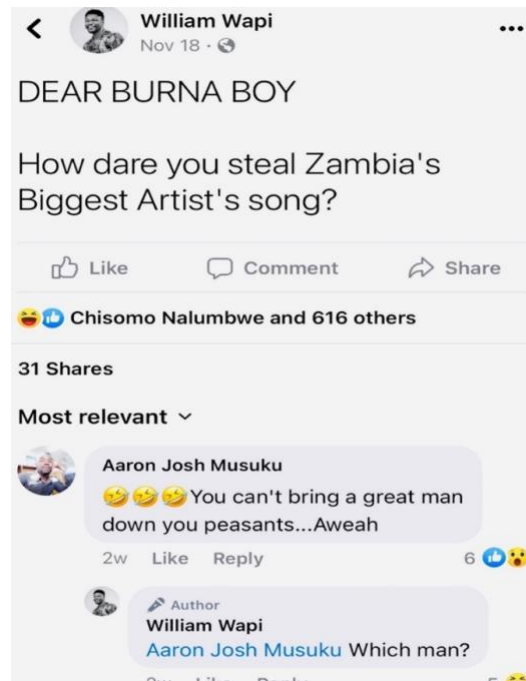 William Wapi
Nov 18 ·
DEAR BURNA BOY
How dare you steal Zambia's
Biggest Artist's song?
Like Comment Share
Chisomo Nalumbwe and 616 others
31 Shares
Most relevant
Aaron Josh Musuku
🤣🤣🤣You can't bring a great man
down you peasants...Aweah
2w Like Reply 6
Author
William Wapi
Aaron Josh Musuku Which man?